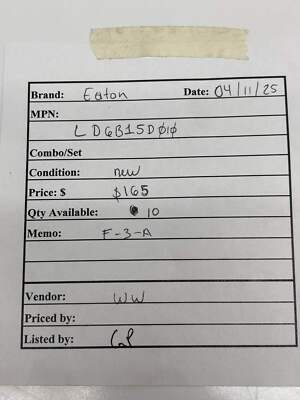 Brand: Eaton Date: 04/11/25
MPN:
LD6B15D010
Combo/Set
Condition: new
Price: $ $165
Qty Available: 10
Memo: F-3-A
Vendor: WW
Priced by:
Listed by: